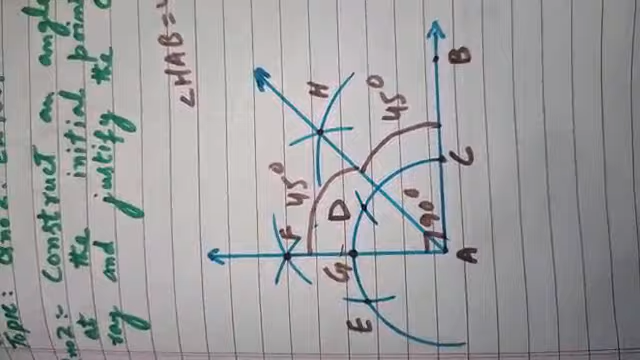 Topic:
Construct an angle
at the initial point
ray and justify the
∠HAB=
F
45°
H
45°
B
G
D
C
E
90°
A